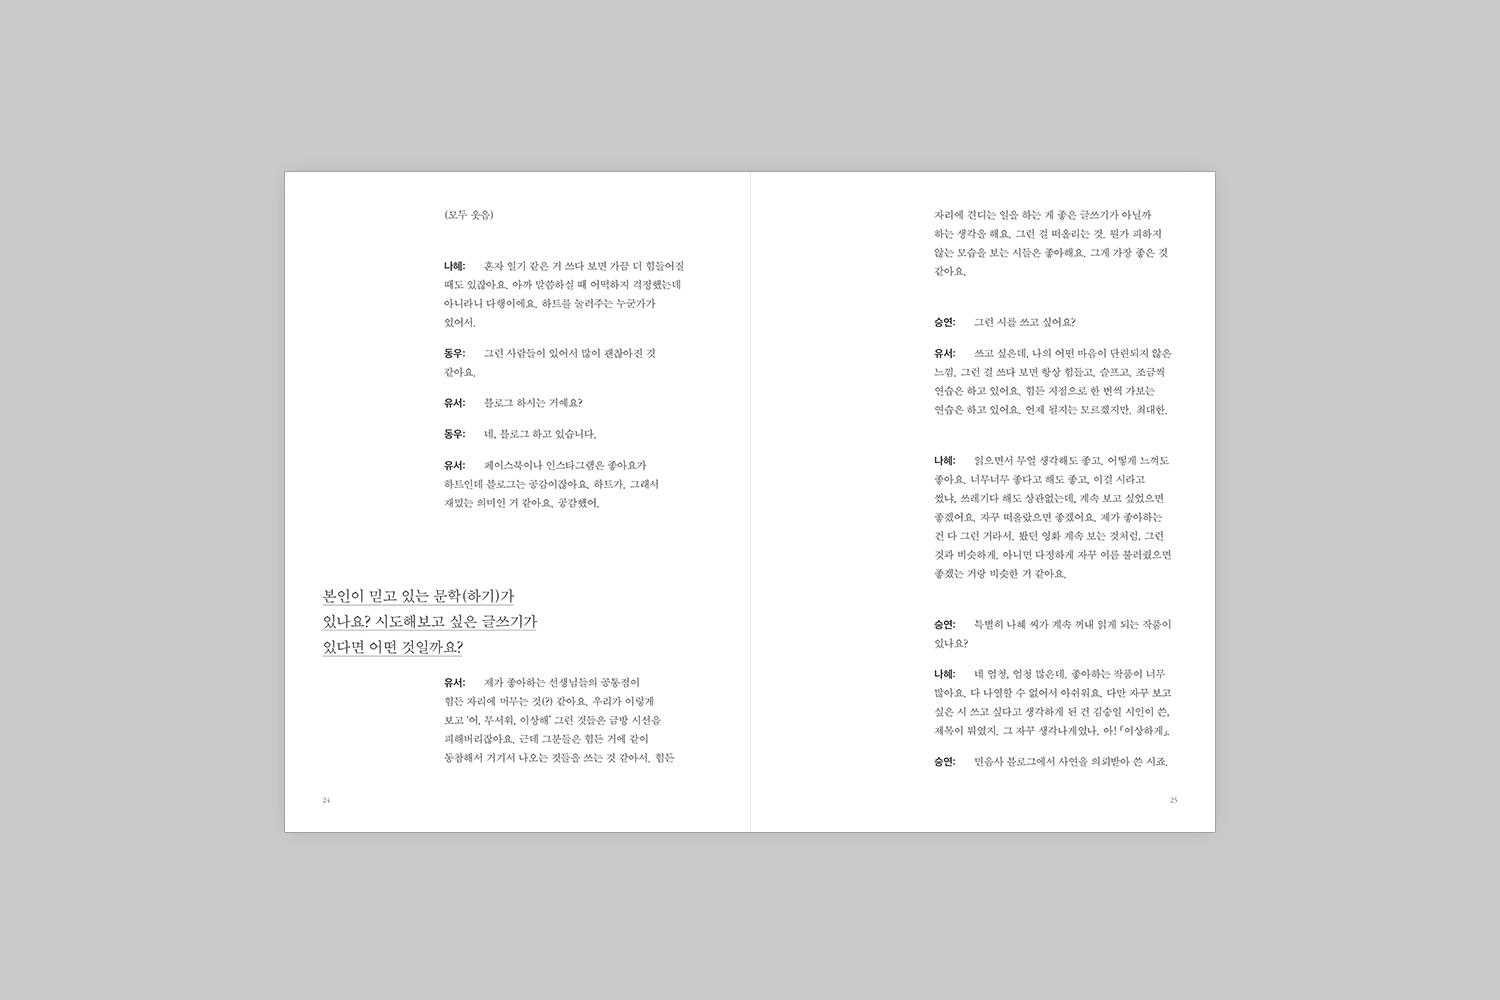 (모두 웃음)
나혜: 혼자 일기 같은 거 쓰다 보면 가끔 더 힘들어질
때도 있잖아요. 아까 말씀하실 때 어떡하지 걱정했는데
아니라니 다행이에요. 하트를 눌러주는 누군가가
있어서.
동우: 그런 사람들이 있어서 많이 괜찮아진 것
같아요.
유서: 블로그 하시는 거예요?
동우: 네, 블로그 하고 있습니다.
유서: 페이스북이나 인스타그램은 좋아요가
하트인데 블로그는 공감이잖아요, 하트가. 그래서
재밌는 의미인 거 같아요. 공감했어.
본인이 믿고 있는 문학(하기)가
있나요? 시도해보고 싶은 글쓰기가
있다면 어떤 것일까요?
유서: 제가 좋아하는 선생님들의 공통점이
힘든 자리에 머무는 것(?) 같아요. 우리가 이렇게
보고 ‘어, 무서워, 이상해’ 그런 것들은 금방 시선을
피해버리잖아요. 근데 그분들은 힘든 거에 같이
동참해서 거기서 나오는 것들을 쓰는 것 같아서. 힘든
24
자리에 견디는 일을 하는 게 좋은 글쓰기가 아닐까
하는 생각을 해요. 그런 걸 떠올리는 것. 뭔가 피하지
않는 모습을 보는 시들은 좋아해요. 그게 가장 좋은 것
같아요.
승연: 그런 시를 쓰고 싶어요?
유서: 쓰고 싶은데, 나의 어떤 마음이 단련되지 않은
느낌. 그런 걸 쓰다 보면 항상 힘들고, 슬프고, 조금씩
연습은 하고 있어요. 힘든 지점으로 한 번씩 가보는
연습은 하고 있어요. 언제 될지는 모르겠지만. 최대한.
나혜: 읽으면서 무얼 생각해도 좋고, 어떻게 느껴도
좋아요. 너무너무 좋다고 해도 좋고, 이걸 시라고
썼냐, 쓰레기다 해도 상관없는데, 계속 보고 싶었으면
좋겠어요. 자꾸 떠올랐으면 좋겠어요. 제가 좋아하는
건 다 그런 거라서. 봤던 영화 계속 보는 것처럼, 그런
것과 비슷하게. 아니면 다정하게 자꾸 이름 불러줬으면
좋겠는 거랑 비슷한 거 같아요.
승연: 특별히 나혜 씨가 계속 꺼내 읽게 되는 작품이
있나요?
나혜: 네 엄청, 엄청 많은데. 좋아하는 작품이 너무
많아요. 다 나열할 수 없어서 아쉬워요. 다만 자꾸 보고
싶은 시 쓰고 싶다고 생각하게 된 건 김승일 시인이 쓴,
제목이 뭐였지. 그 자꾸 생각나게였나. 아! 「이상하게」.
승연: 민음사 블로그에서 사연을 의뢰받아 쓴 시죠.
25